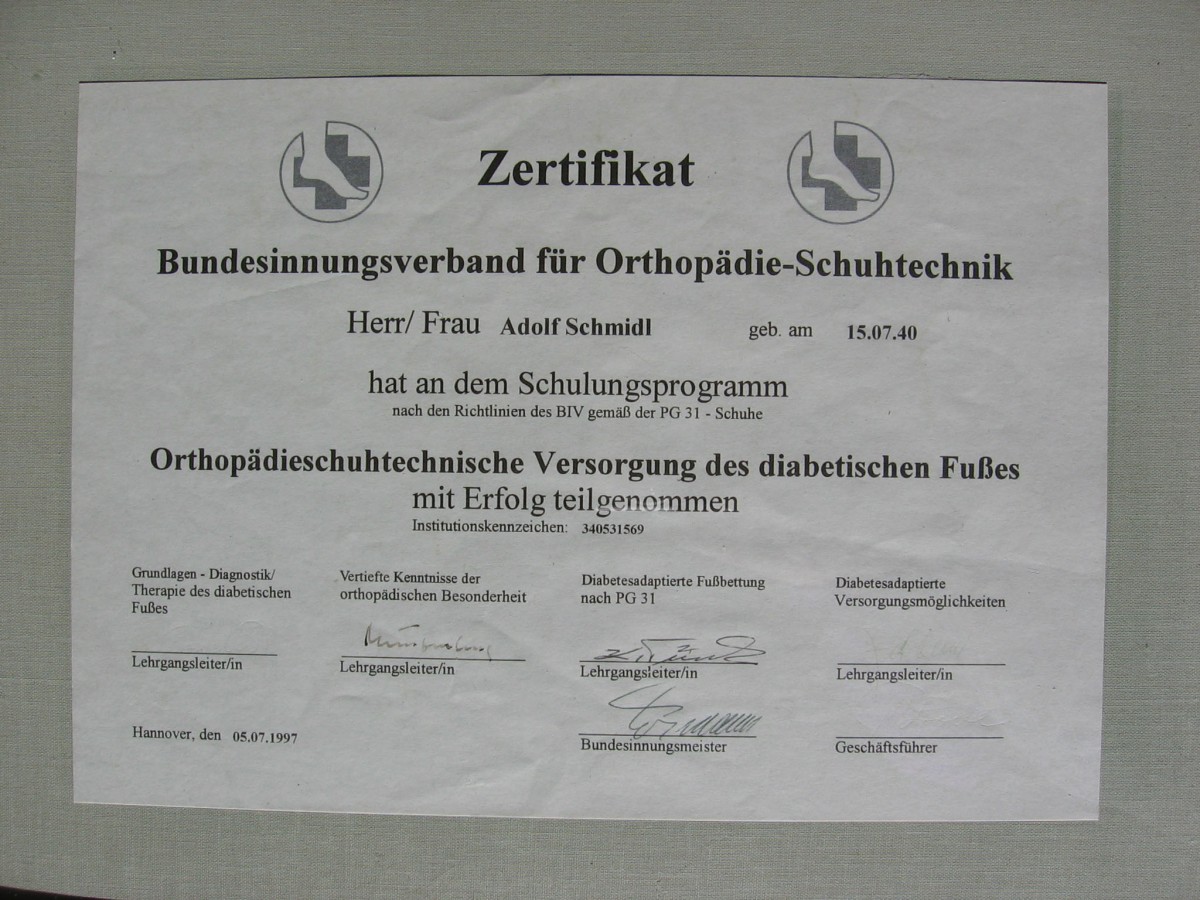 Zertifikat
Bundesinnungsverband für Orthopädie-Schuhtechnik
Herr/ Frau Adolf Schmidl geb. am 15.07.40
hat an dem Schulungsprogramm
nach den Richtlinien des BIV gemäß der PG 31 - Schuhe
Orthopädieschuhtechnische Versorgung des diabetischen Fußes
mit Erfolg teilgenommen
Institutionskennzeichen: 340531569
Grundlagen - Diagnostik/
Therapie des diabetischen
Fußes
Lehrgangsleiter/in
Vertiefte Kenntnisse der
orthopädischen Besonderheit
Lehrgangsleiter/in
Diabetesadaptierte Fußbettung
nach PG 31
Lehrgangsleiter/in
Diabetesadaptierte
Versorgungsmöglichkeiten
Lehrgangsleiter/in
Hannover, den 05.07.1997
Bundesinnungsmeister
Geschäftsführer